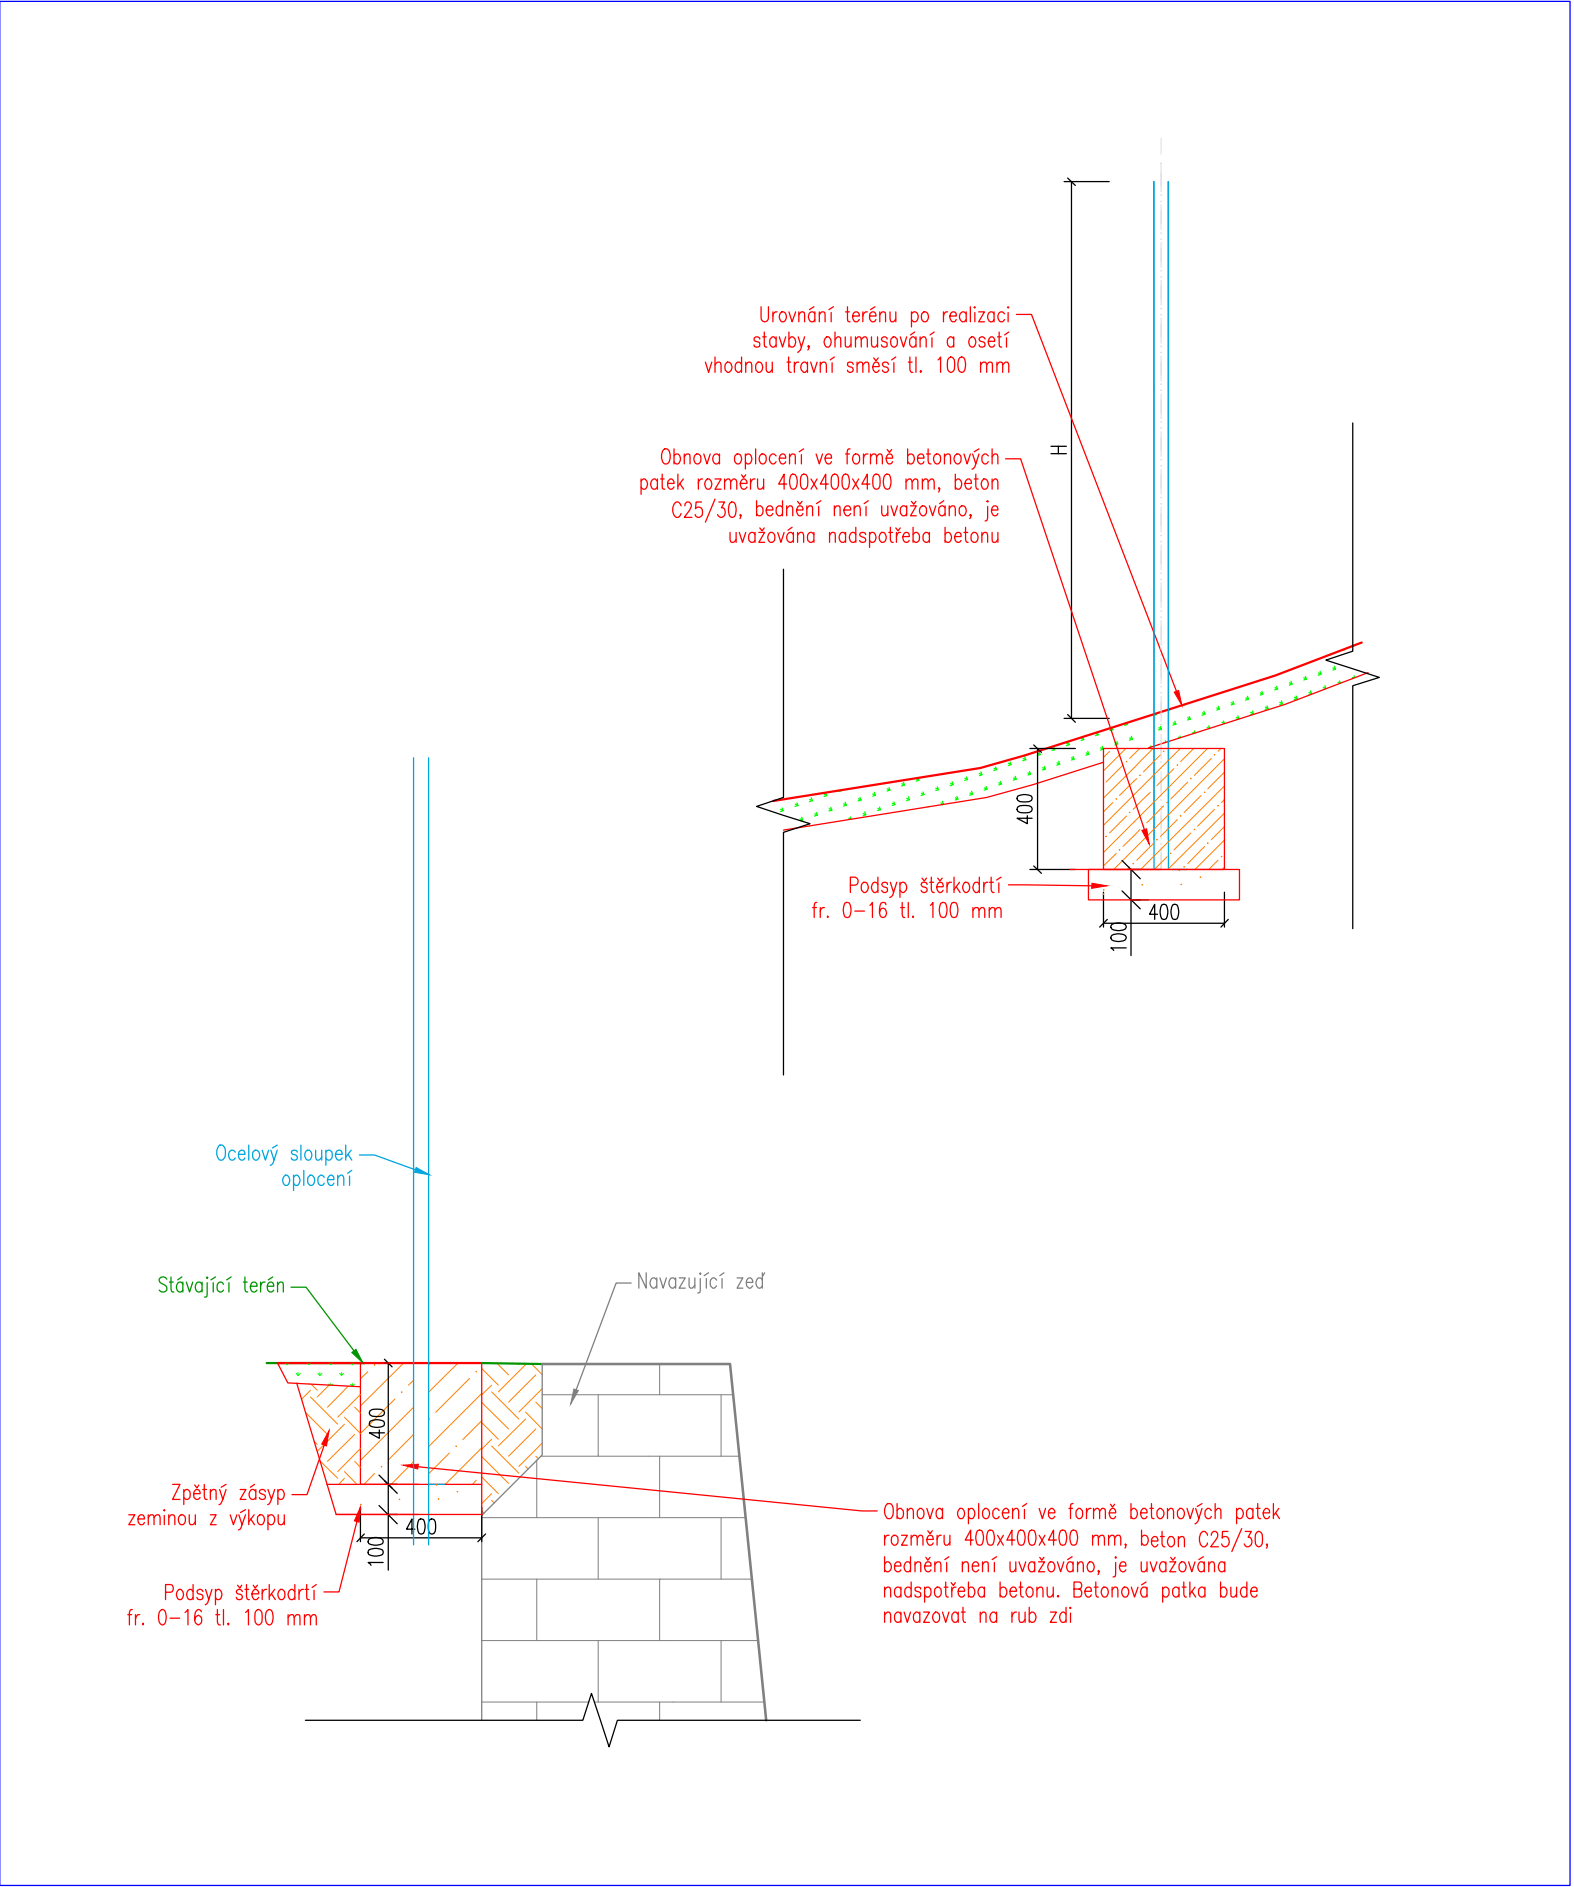 Urovnání terénu po realizaci
stavby, ohumusování a osetí
vhodnou travní směsí tl. 100 mm
H
Obnova oplocení ve formě betonových
patek rozměru 400x400x400 mm, beton
C25/30, bednění není uvažováno, je
uvažována nadspotřeba betonu
400
Podsyp štěrkodrtí
fr. 0-16 tl. 100 mm
400
100
Ocelový sloupek
oplocení
Stávající terén
Navazující zeď
400
Zpětný zásyp
zeminou z výkopu
400
100
Podsyp štěrkodrtí
fr. 0-16 tl. 100 mm
Obnova oplocení ve formě betonových patek
rozměru 400x400x400 mm, beton C25/30,
bednění není uvažováno, je uvažována
nadspotřeba betonu. Betonová patka bude
navazovat na rub zdi